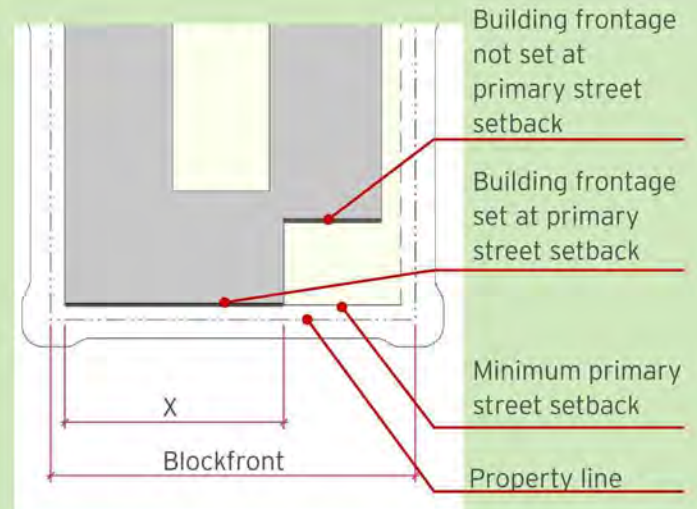 Building frontage
not set at
primary street
setback
Building frontage
set at primary
street setback
Minimum primary
street setback
Property line
X
Blockfront